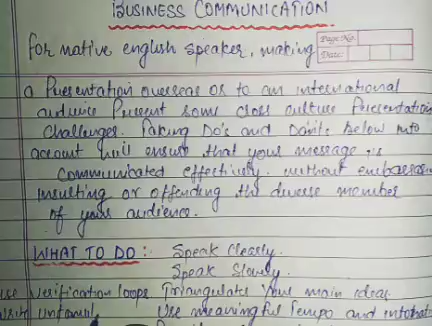 BUSINESS COMMUNICATION
Page No.
for native english speaker, making
Date:
a Presentation overseas or to an international
audience Present some closs culture Presentation
challenges. Taking Do's and Don'ts below into
account will ensure that your message is
communicated effectively. without embarrassin
insulting or offending the diverse member
of your audience.
WHAT TO DO :- Speak Clearly.
Speak Slowly.
use Verification loops. Triangulate your main ideas.
Use meaningful Tempo and